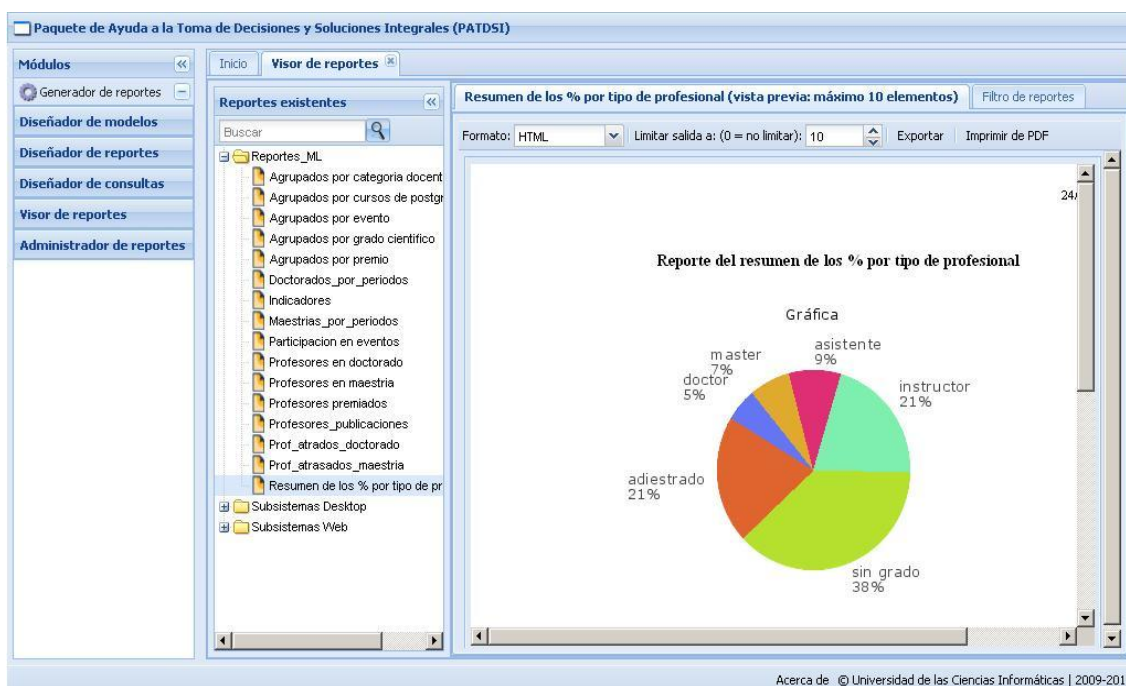 Paquete de Ayuda a la Toma de Decisiones y Soluciones Integrales (PATDSI)
Módulos
Generador de reportes
Diseñador de modelos
Diseñador de reportes
Diseñador de consultas
Visor de reportes
Administrador de reportes
Inicio
Visor de reportes
Reportes existentes
Buscar
Reportes_ML
Agrupados por categoria docent
Agrupados por cursos de postgr
Agrupados por evento
Agrupados por grado cientifico
Agrupados por premio
Doctorados_por_periodos
Indicadores
Maestrias_por_periodos
Participacion en eventos
Profesores en doctorado
Profesores en maestria
Profesores premiados
Profesores_publicaciones
Prof_atrados_doctorado
Prof_atrasados_maestria
Resumen de los % por tipo de pr
Subsistemas Desktop
Subsistemas Web
Resumen de los % por tipo de profesional (vista previa: máximo 10 elementos)
Filtro de reportes
Formato: HTML Limitar salida a: (0 = no limitar): 10 Exportar Imprimir de PDF
24/
Reporte del resumen de los % por tipo de profesional
Gráfica
asistente
9%
master
7%
doctor
5%
instructor
21%
adiestrado
21%
sin grado
38%
Acerca de © Universidad de las Ciencias Informáticas | 2009-201